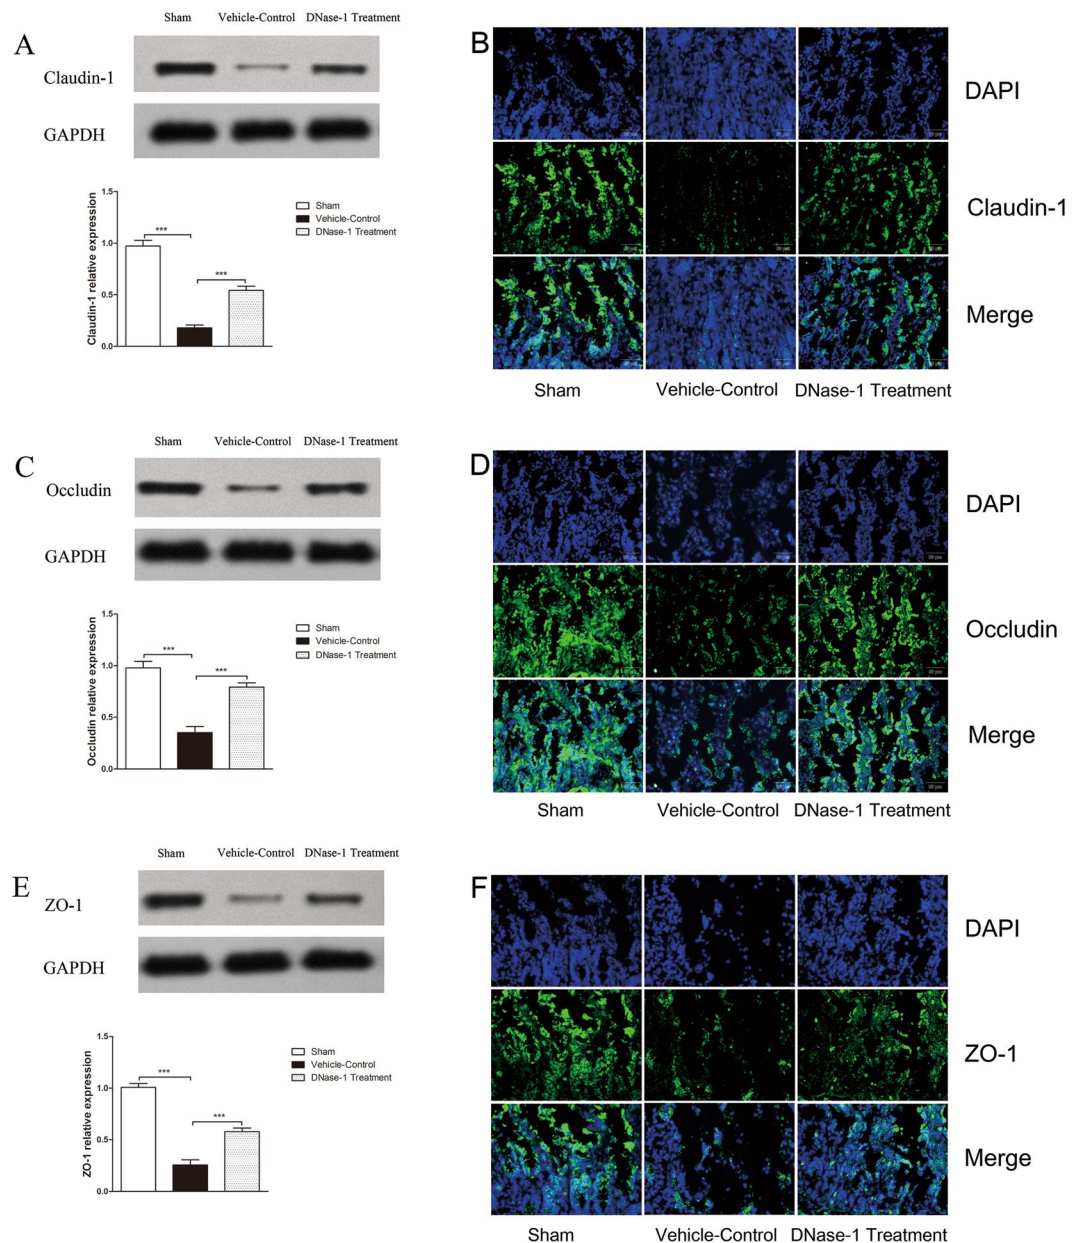 A
Sham Vehicle-Control DNase-1 Treatment
Claudin-1
GAPDH
Claudin-1 relative expression
1.5
1.0
0.5
0.0
***
***
Sham
Vehicle-Control
DNase-1 Treatment
B
DAPI
Claudin-1
Merge
Sham Vehicle-Control DNase-1 Treatment
C
Sham Vehicle-Control DNase-1 Treatment
Occludin
GAPDH
Occludin relative expression
1.5
1.0
0.5
0.0
***
***
Sham
Vehicle-Control
DNase-1 Treatment
D
DAPI
Occludin
Merge
Sham Vehicle-Control DNase-1 Treatment
E
Sham Vehicle-Control DNase-1 Treatment
ZO-1
GAPDH
ZO-1 relative expression
1.5
1.0
0.5
0.0
***
***
Sham
Vehicle-Control
DNase-1 Treatment
F
DAPI
ZO-1
Merge
Sham Vehicle-Control DNase-1 Treatment